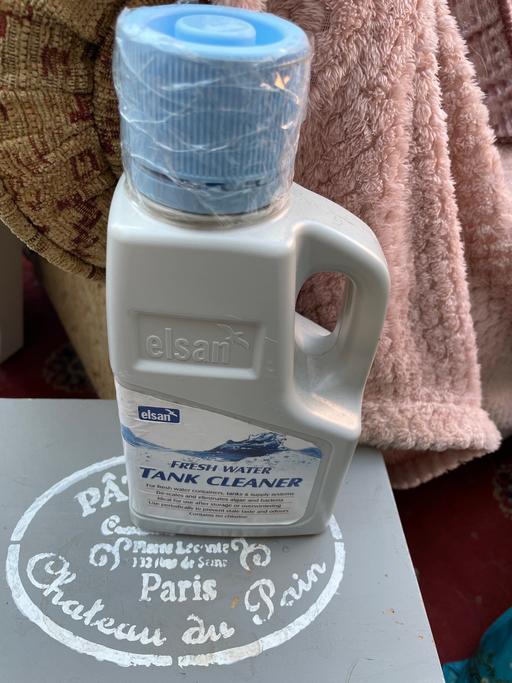 elsan
elsan
FRESH WATER
TANK CLEANER
For fresh water containers, tanks & supply systems
De-scales and eliminates algae and bacteria
Ideal for use after storage or overwintering
Use periodically to prevent stale taste and odours
Contains no chlorine
Pierre Leconte
Paris
Chateau du Pain